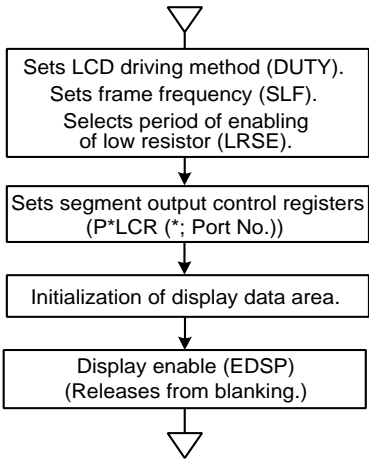 Sets LCD driving method (DUTY).
Sets frame frequency (SLF).
Selects period of enabling
of low resistor (LRSE).
Sets segment output control registers
(P*LCR (*; Port No.))
Initialization of display data area.
Display enable (EDSP)
(Releases from blanking.)